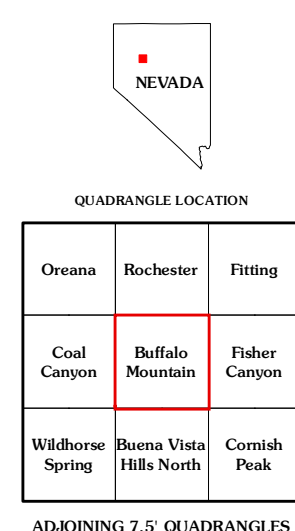 NEVADA
QUADRANGLE LOCATION
Oreana Rochester Fitting
Coal Buffalo Fisher
Canyon Mountain Canyon
Wildhorse Buena Vista Cornish
Spring Hills North Peak
ADJOINING 7.5' QUADRANGLES